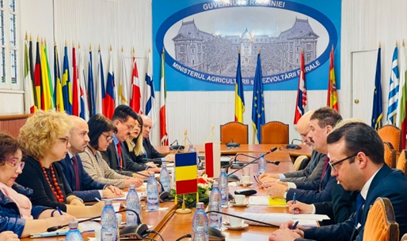 GUVERNUL ROMÂNIEI
MINISTERUL AGRICULTURII ȘI DEZVOLTĂRII RURALE